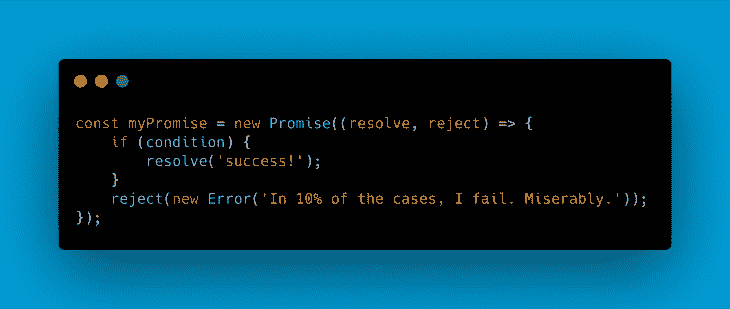 const myPromise = new Promise((resolve, reject) => {
    if (condition) {
        resolve('success!');
    }
    reject(new Error('In 10% of the cases, I fail. Miserably.'));
});